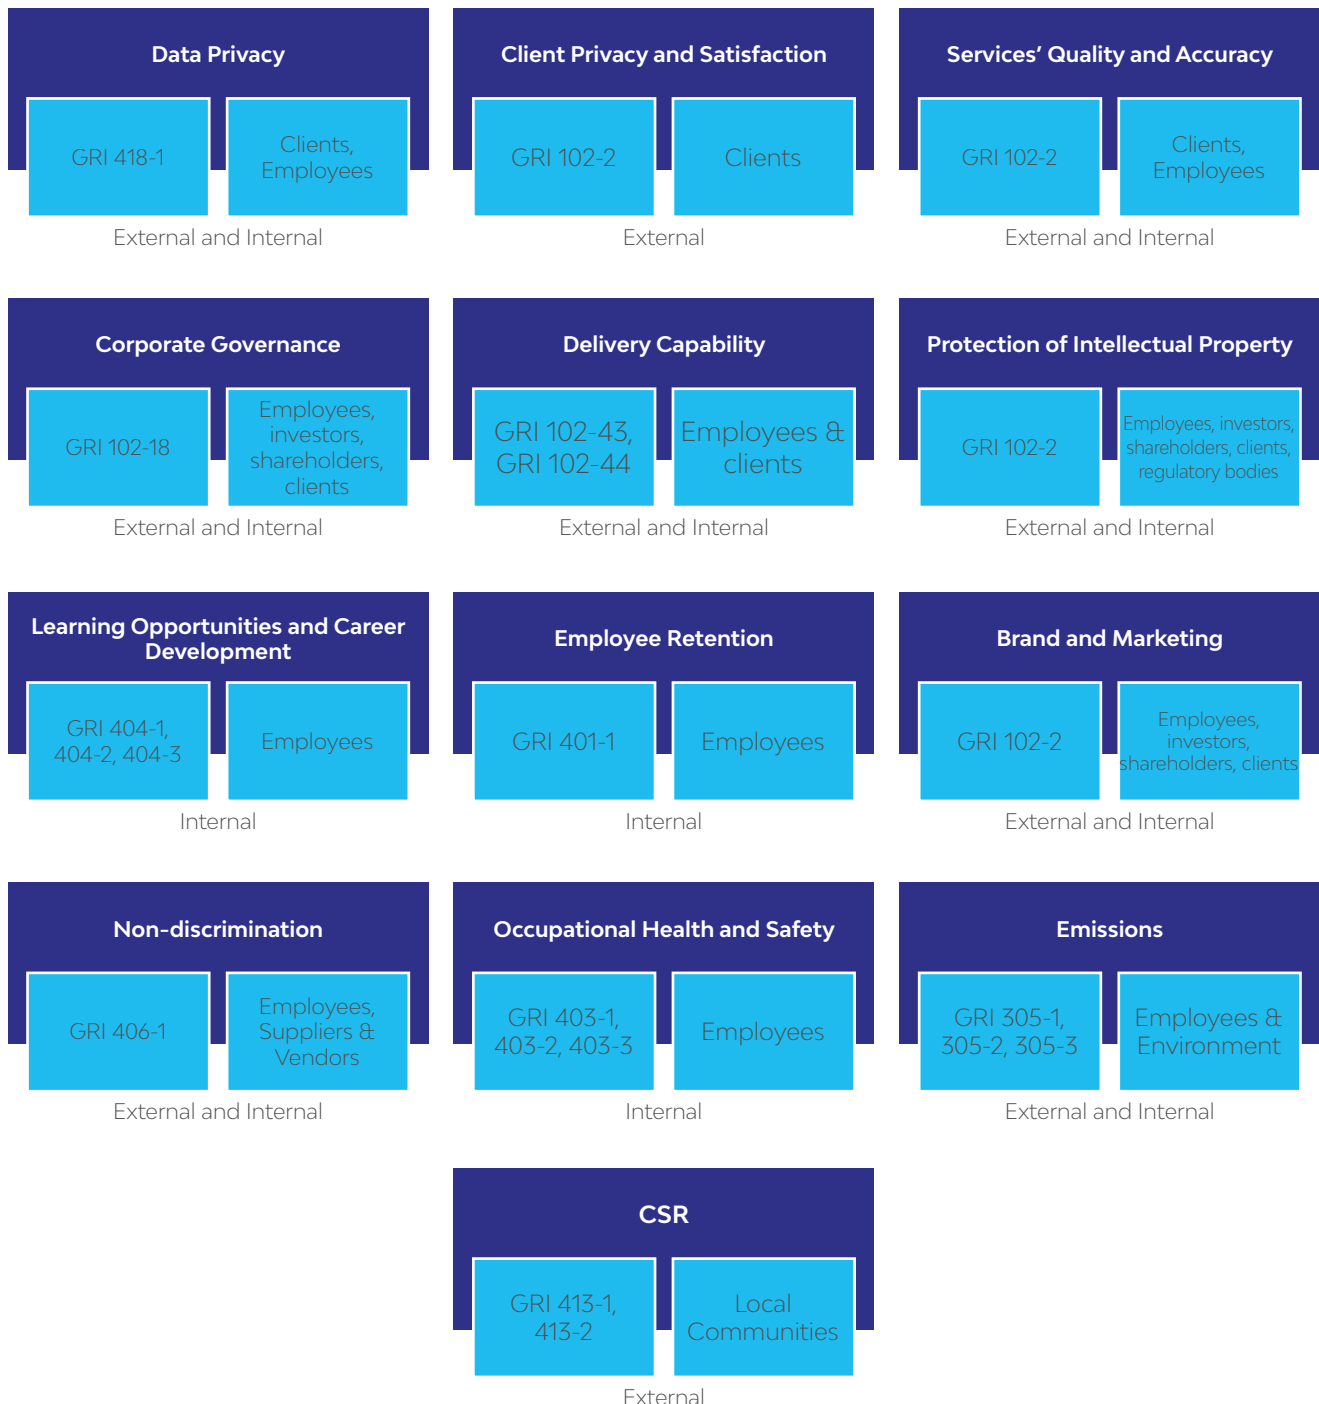 Data Privacy
GRI 418-1
Clients,
Employees
External and Internal
Client Privacy and Satisfaction
GRI 102-2
Clients
External
Services’ Quality and Accuracy
GRI 102-2
Clients,
Employees
External and Internal
Corporate Governance
GRI 102-18
Employees,
investors,
shareholders,
clients
External and Internal
Delivery Capability
GRI 102-43,
GRI 102-44
Employees &
clients
External and Internal
Protection of Intellectual Property
GRI 102-2
Employees, investors,
shareholders, clients,
regulatory bodies
External and Internal
Learning Opportunities and Career
Development
GRI 404-1,
404-2, 404-3
Employees
Internal
Employee Retention
GRI 401-1
Employees
Internal
Brand and Marketing
GRI 102-2
Employees,
investors,
shareholders, clients
External and Internal
Non-discrimination
GRI 406-1
Employees,
Suppliers &
Vendors
External and Internal
Occupational Health and Safety
GRI 403-1,
403-2, 403-3
Employees
Internal
Emissions
GRI 305-1,
305-2, 305-3
Employees &
Environment
External and Internal
CSR
GRI 413-1,
413-2
Local
Communities
External